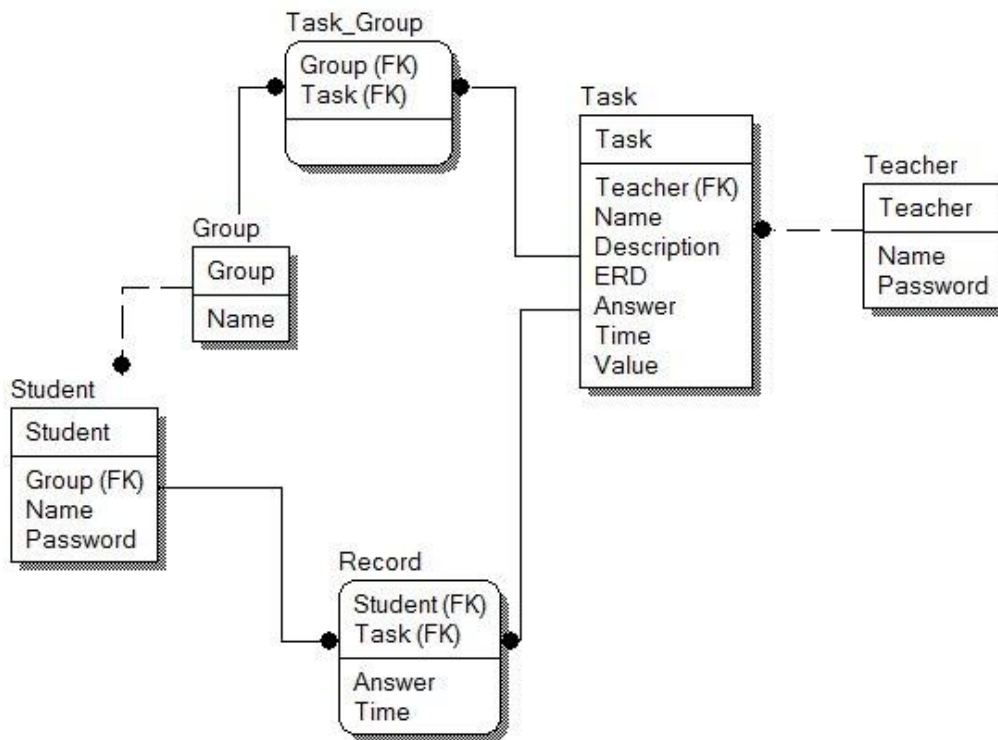 Task_Group
Group (FK)
Task (FK)
Task
Task
Teacher (FK)
Name
Description
ERD
Answer
Time
Value
Teacher
Teacher
Name
Password
Group
Group
Name
Student
Student
Group (FK)
Name
Password
Record
Student (FK)
Task (FK)
Answer
Time